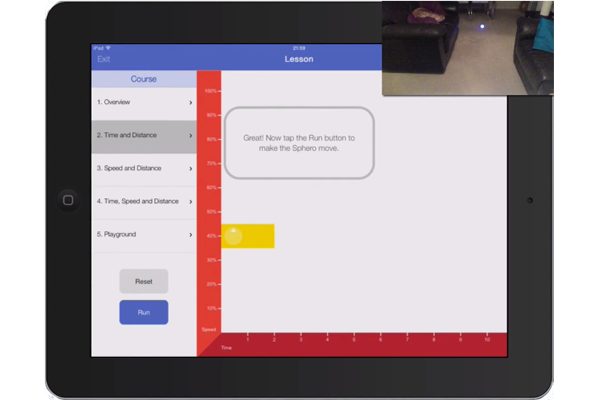 iPad
21:59
Exit
Lesson
Course
1. Overview
2. Time and Distance
3. Speed and Distance
4. Time, Speed and Distance
5. Playground
Reset
Run
100%
90%
80%
70%
60%
50%
40%
30%
20%
10%
Speed
Great! Now tap the Run button to
make the Sphero move.
1 2 3 4 5 6 7 8 9 10
Time